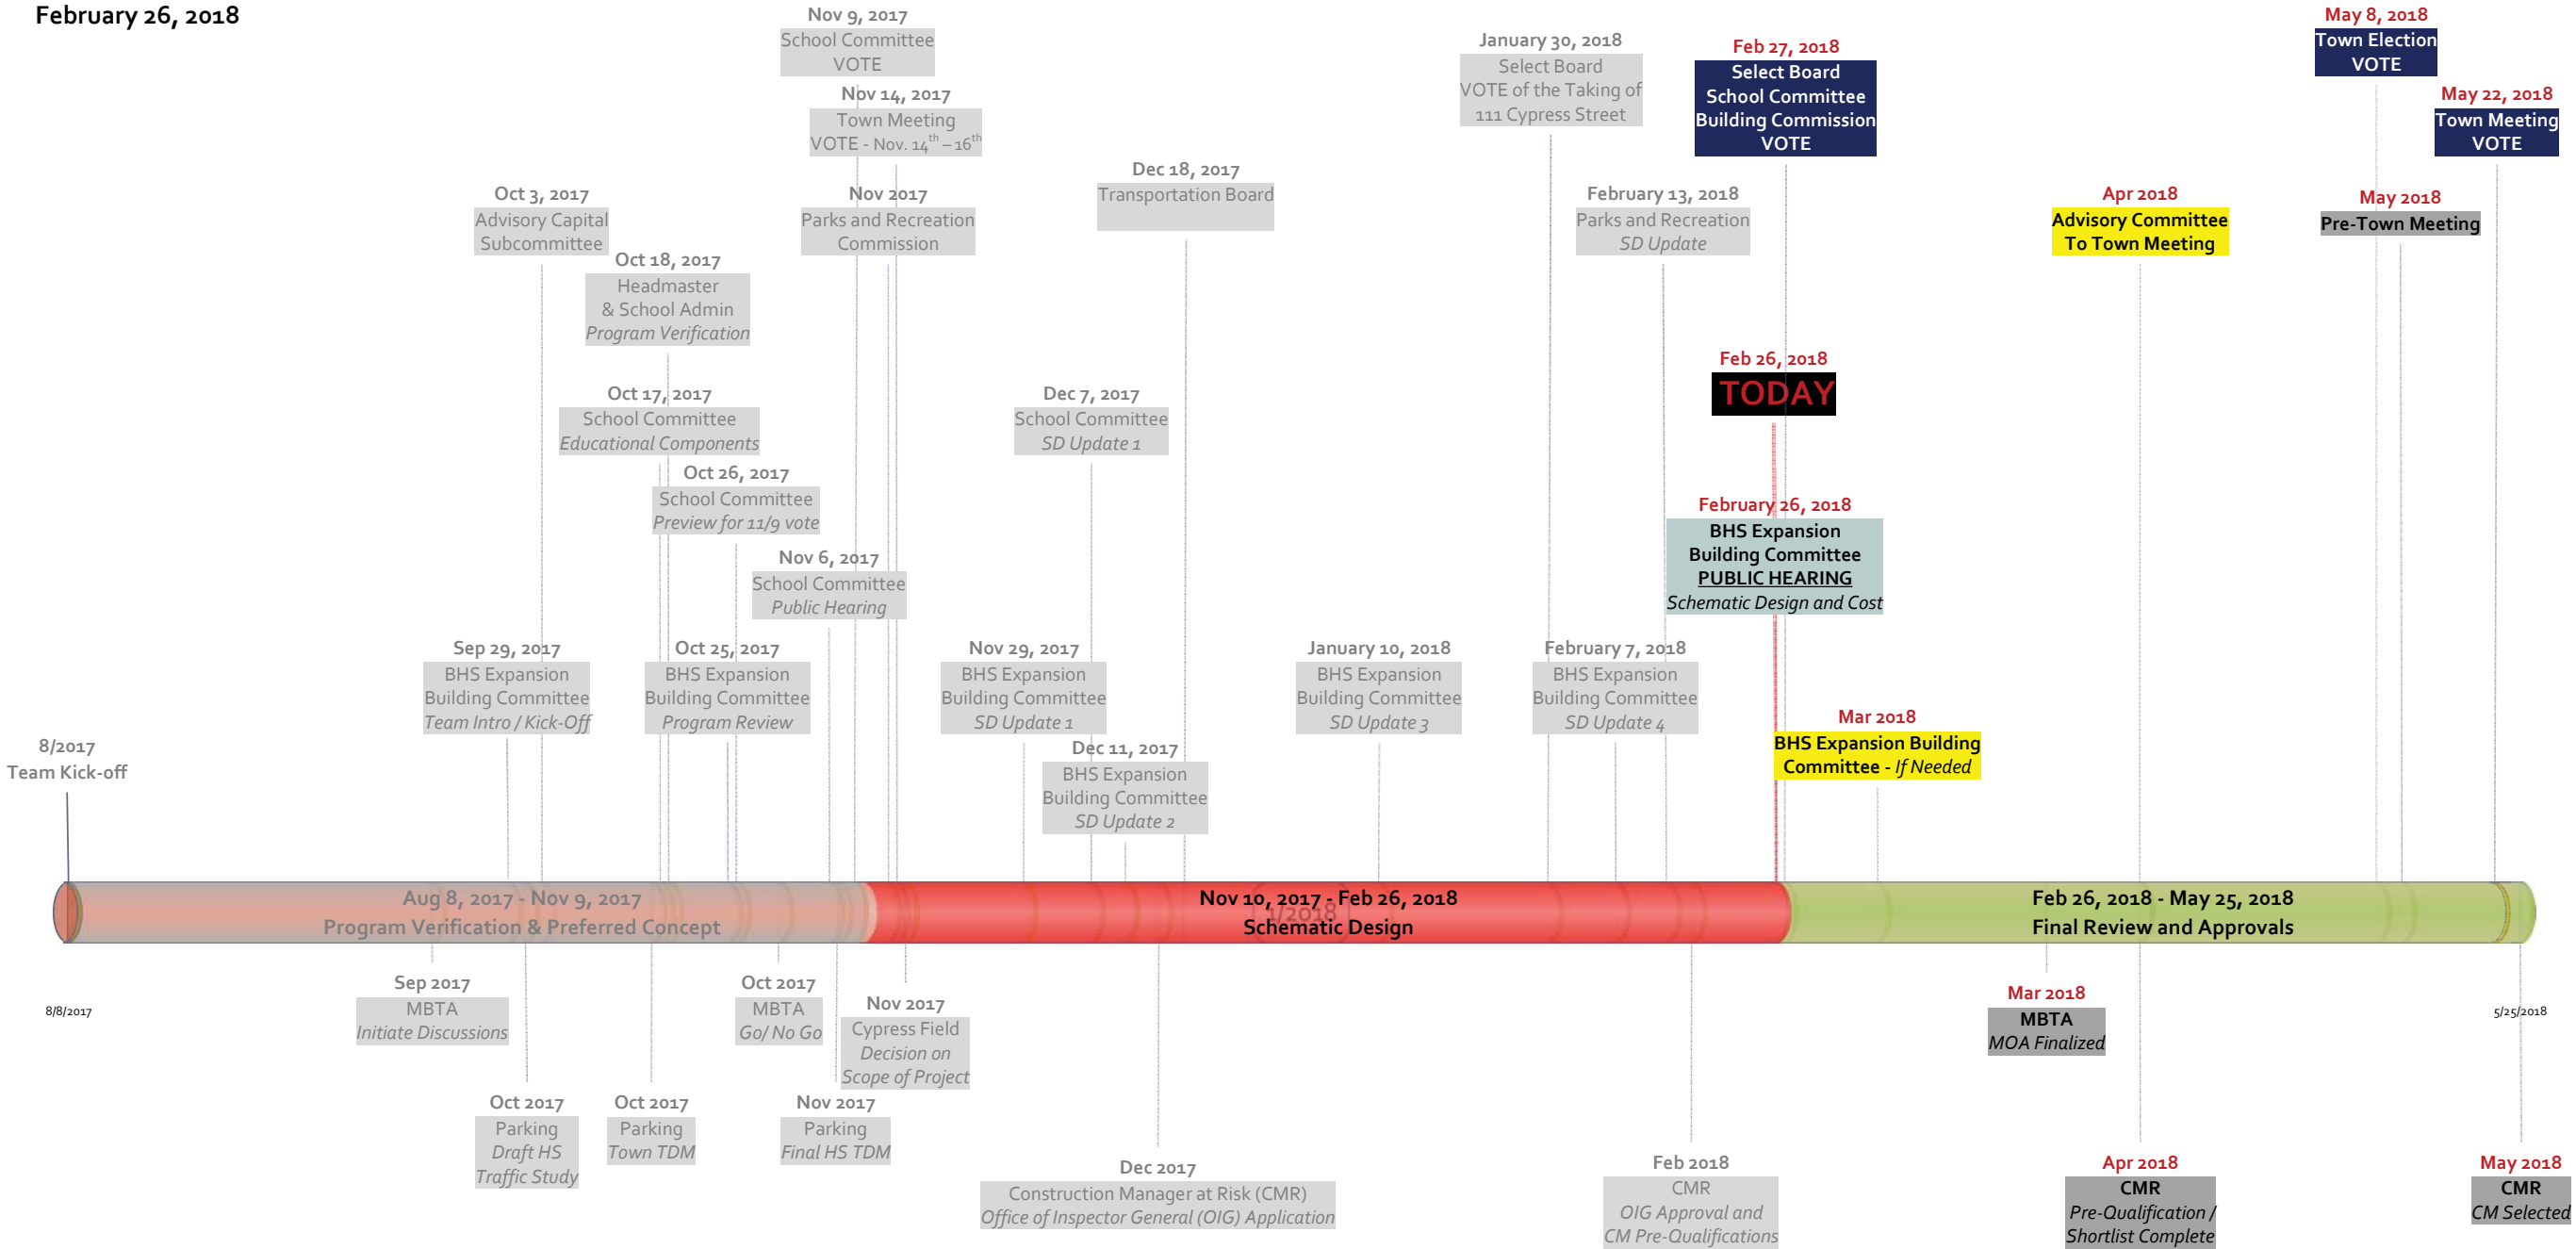 February 26, 2018
Nov 9, 2017
School Committee
VOTE
Nov 14, 2017
Town Meeting
VOTE - Nov. 14th – 16th
Nov 2017
Parks and Recreation
Commission
Oct 3, 2017
Advisory Capital
Subcommittee
Oct 18, 2017
Headmaster
& School Admin
Program Verification
Oct 17, 2017
School Committee
Educational Components
Oct 26, 2017
School Committee
Preview for 11/9 vote
Nov 6, 2017
School Committee
Public Hearing
Sep 29, 2017
BHS Expansion
Building Committee
Team Intro / Kick-Off
Oct 25, 2017
BHS Expansion
Building Committee
Program Review
8/2017
Team Kick-off
Dec 18, 2017
Transportation Board
Dec 7, 2017
School Committee
SD Update 1
Nov 29, 2017
BHS Expansion
Building Committee
SD Update 1
Dec 11, 2017
BHS Expansion
Building Committee
SD Update 2
January 10, 2018
BHS Expansion
Building Committee
SD Update 3
January 30, 2018
Select Board
VOTE of the Taking of
111 Cypress Street
February 13, 2018
Parks and Recreation
SD Update
February 7, 2018
BHS Expansion
Building Committee
SD Update 4
Feb 27, 2018
Select Board
School Committee
Building Commission
VOTE
Feb 26, 2018
TODAY
February 26, 2018
BHS Expansion
Building Committee
PUBLIC HEARING
Schematic Design and Cost
Mar 2018
BHS Expansion Building
Committee - If Needed
Apr 2018
Advisory Committee
To Town Meeting
May 8, 2018
Town Election
VOTE
May 22, 2018
Town Meeting
VOTE
May 2018
Pre-Town Meeting
Aug 8, 2017 - Nov 9, 2017
Program Verification & Preferred Concept
Nov 10, 2017 - Feb 26, 2018
1/2018
Schematic Design
Feb 26, 2018 - May 25, 2018
Final Review and Approvals
8/8/2017
5/25/2018
Sep 2017
MBTA
Initiate Discussions
Oct 2017
MBTA
Go/ No Go
Nov 2017
Cypress Field
Decision on
Scope of Project
Oct 2017
Parking
Draft HS
Traffic Study
Oct 2017
Parking
Town TDM
Nov 2017
Parking
Final HS TDM
Dec 2017
Construction Manager at Risk (CMR)
Office of Inspector General (OIG) Application
Feb 2018
CMR
OIG Approval and
CM Pre-Qualifications
Mar 2018
MBTA
MOA Finalized
Apr 2018
CMR
Pre-Qualification /
Shortlist Complete
May 2018
CMR
CM Selected